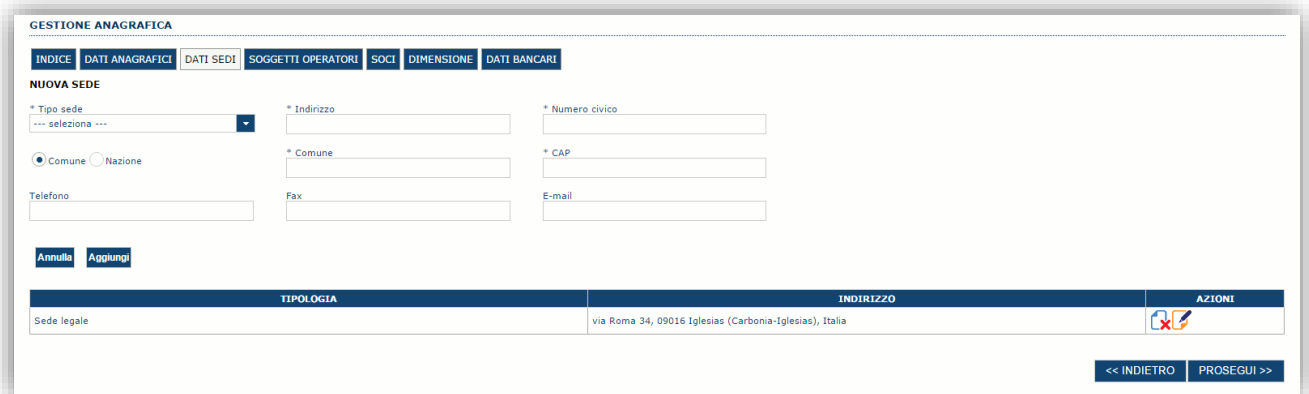 GESTIONE ANAGRAFICA
INDICE DATI ANAGRAFICI DATI SEDI SOGGETTI OPERATORI SOCI DIMENSIONE DATI BANCARI
NUOVA SEDE
* Tipo sede * Indirizzo * Numero civico
--- seleziona ---
Comune Nazione * Comune * CAP
Telefono Fax E-mail
Annulla Aggiungi
TIPOLOGIA INDIRIZZO AZIONI
Sede legale via Roma 34, 09016 Iglesias (Carbonia-Iglesias), Italia
<< INDIETRO PROSEGUI >>